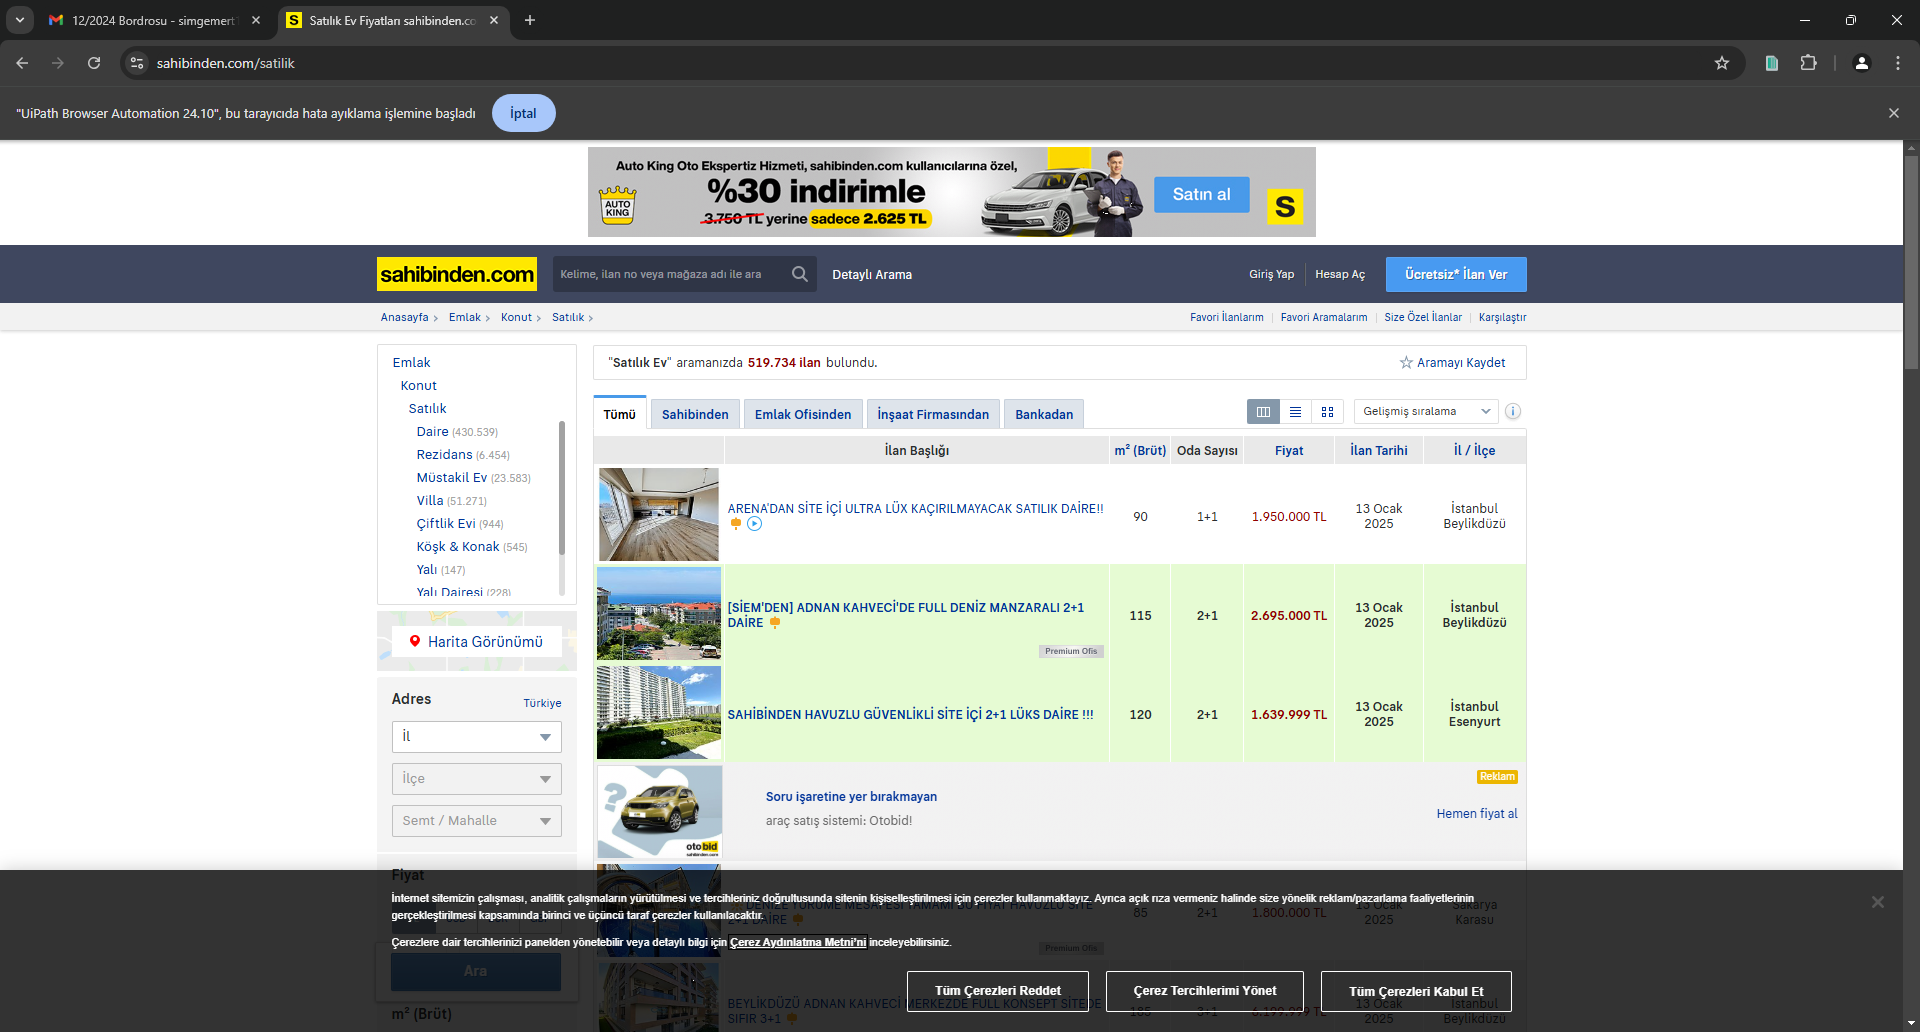 12/2024 Bordrosu - simgemert
Satılık Ev Fiyatları sahibinden.co
sahibinden.com/satilik
"UiPath Browser Automation 24.10", bu tarayıcıda hata ayıklama işlemine başladı
İptal
Auto King Oto Ekspertiz Hizmeti, sahibinden.com kullanıcılarına özel,
%30 indirimle
3.750 TL yerine sadece 2.625 TL
AUTO KING
Satın al
S
sahibinden.com
Kelime, ilan no veya mağaza adı ile ara
Detaylı Arama
Giriş Yap
Hesap Aç
Ücretsiz* İlan Ver
Anasayfa > Emlak > Konut > Satılık >
Favori İlanlarım | Favori Aramalarım | Size Özel İlanlar | Karşılaştır
Emlak
Konut
Satılık
Daire (430.539)
Rezidans (6.454)
Müstakil Ev (23.583)
Villa (51.271)
Çiftlik Evi (944)
Köşk & Konak (545)
Yalı (147)
Yalı Dairesi (228)
Harita Görünümü
Adres
Türkiye
İl
İlçe
Semt / Mahalle
Fiyat
Ara
m² (Brüt)
"Satılık Ev" aramanızda 519.734 ilan bulundu.
Aramayı Kaydet
Tümü
Sahibinden
Emlak Ofisinden
İnşaat Firmasından
Bankadan
Gelişmiş sıralama
İlan Başlığı
m² (Brüt)
Oda Sayısı
Fiyat
İlan Tarihi
İl / İlçe
ARENA'DAN SİTE İÇİ ULTRA LÜX KAÇIRILMAYACAK SATILIK DAİRE!!
90
1+1
1.950.000 TL
13 Ocak
2025
İstanbul
Beylikdüzü
[SİEM'DEN] ADNAN KAHVECİ'DE FULL DENİZ MANZARALI 2+1
DAİRE
Premium Ofis
115
2+1
2.695.000 TL
13 Ocak
2025
İstanbul
Beylikdüzü
SAHİBİNDEN HAVUZLU GÜVENLİKLİ SİTE İÇİ 2+1 LÜKS DAİRE !!!
120
2+1
1.639.999 TL
13 Ocak
2025
İstanbul
Esenyurt
otobid
sahibinden.com
Soru işaretine yer bırakmayan
araç satış sistemi: Otobid!
Reklam
Hemen fiyat al
DAİRE
Premium Ofis
85
2+1
1.800.000 TL
2025
Sakarya
Karasu
BEYLİKDÜZÜ ADNAN KAHVECİ MERKEZDE FULL KONSEPT SİTEDE
SIFIR 3+1
185
3+1
13 Ocak
2025
İstanbul
Beylikdüzü
İnternet sitemizin çalışması, analitik çalışmaların yürütülmesi ve tercihleriniz doğrultusunda sitenin kişiselleştirilmesi için çerezler kullanmaktayız. Ayrıca açık rıza vermeniz halinde size yönelik reklam/pazarlama faaliyetlerinin
gerçekleştirilmesi kapsamında birinci ve üçüncü taraf çerezler kullanılacaktır.
Çerezlere dair tercihlerinizi panelden yönetebilir veya detaylı bilgi için Çerez Aydınlatma Metni'ni inceleyebilirsiniz.
Tüm Çerezleri Reddet
Çerez Tercihlerimi Yönet
Tüm Çerezleri Kabul Et